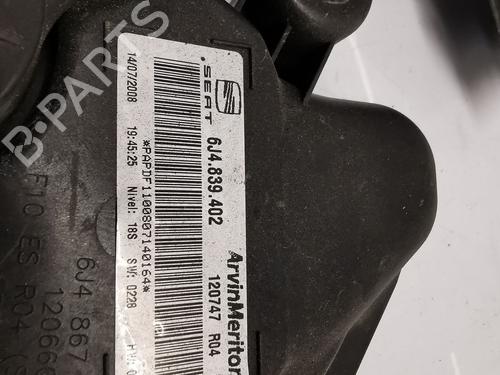 .SEAT
6J4.839.402
ArvinMeritor
120747 R04
*PAPDF1100807140164*
14/07/2008 19:45:25 Nivel: 18S SW: 0228
6J4 867
12066
F10 ES R04
B-PARTS